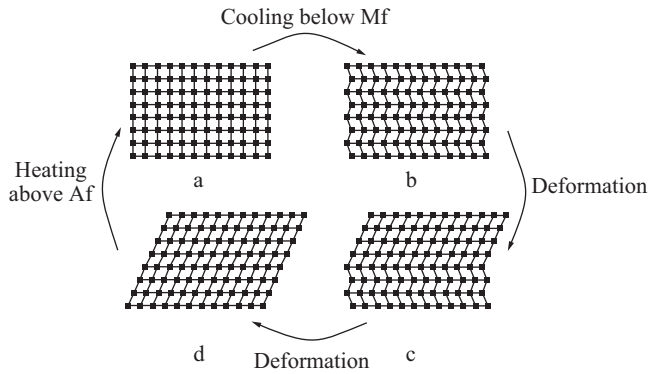 Cooling below Mf
a
b
Heating
above Af
Deformation
d
Deformation
c